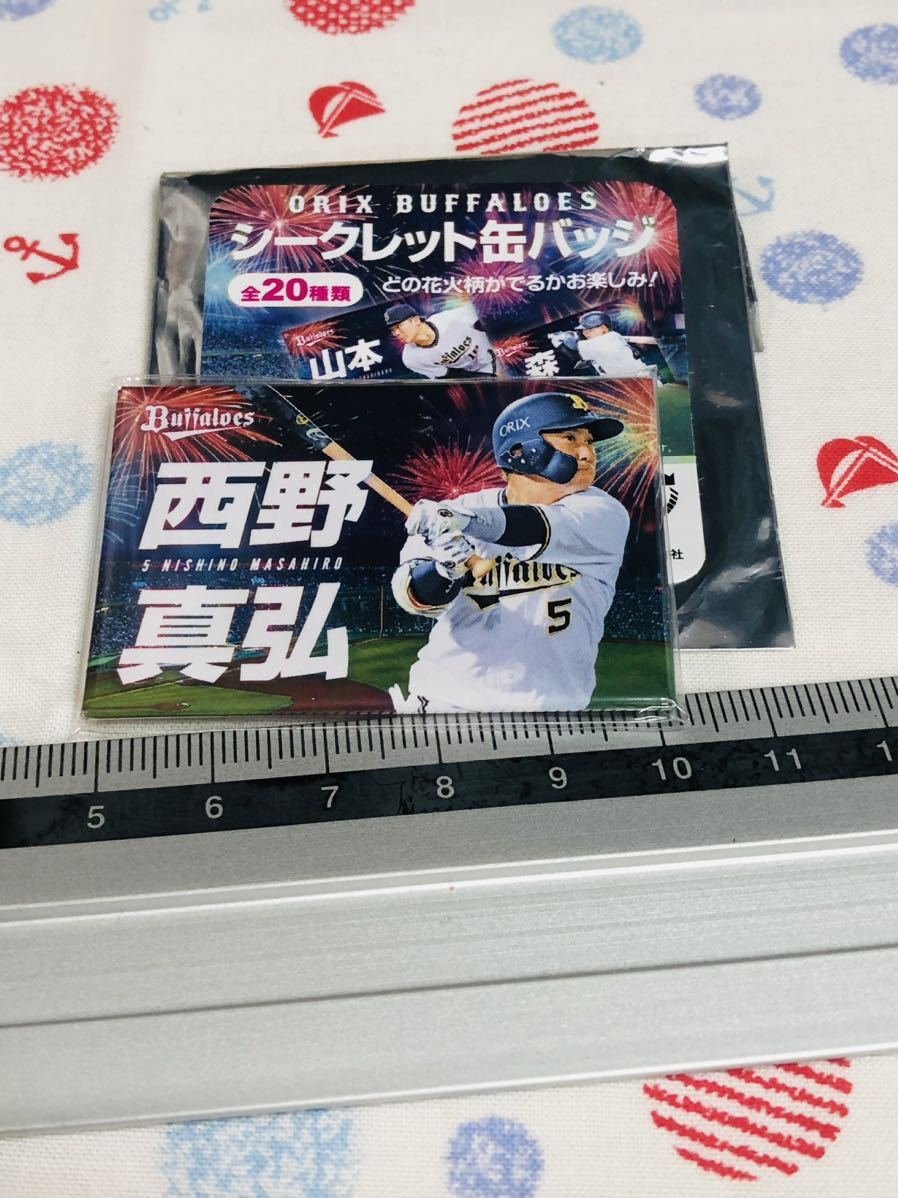 ORIX BUFFALOES
シークレット缶バッジ
全20種類 どの花火柄がでるかお楽しみ!
Buffaloes
山本
Buffaloes
Buffaloes
森
Buffaloes
ORIX
西野
5 NISHINO MASAHIRO
真弘
Buffaloes
5
社
5 6 7 8 9 10 11